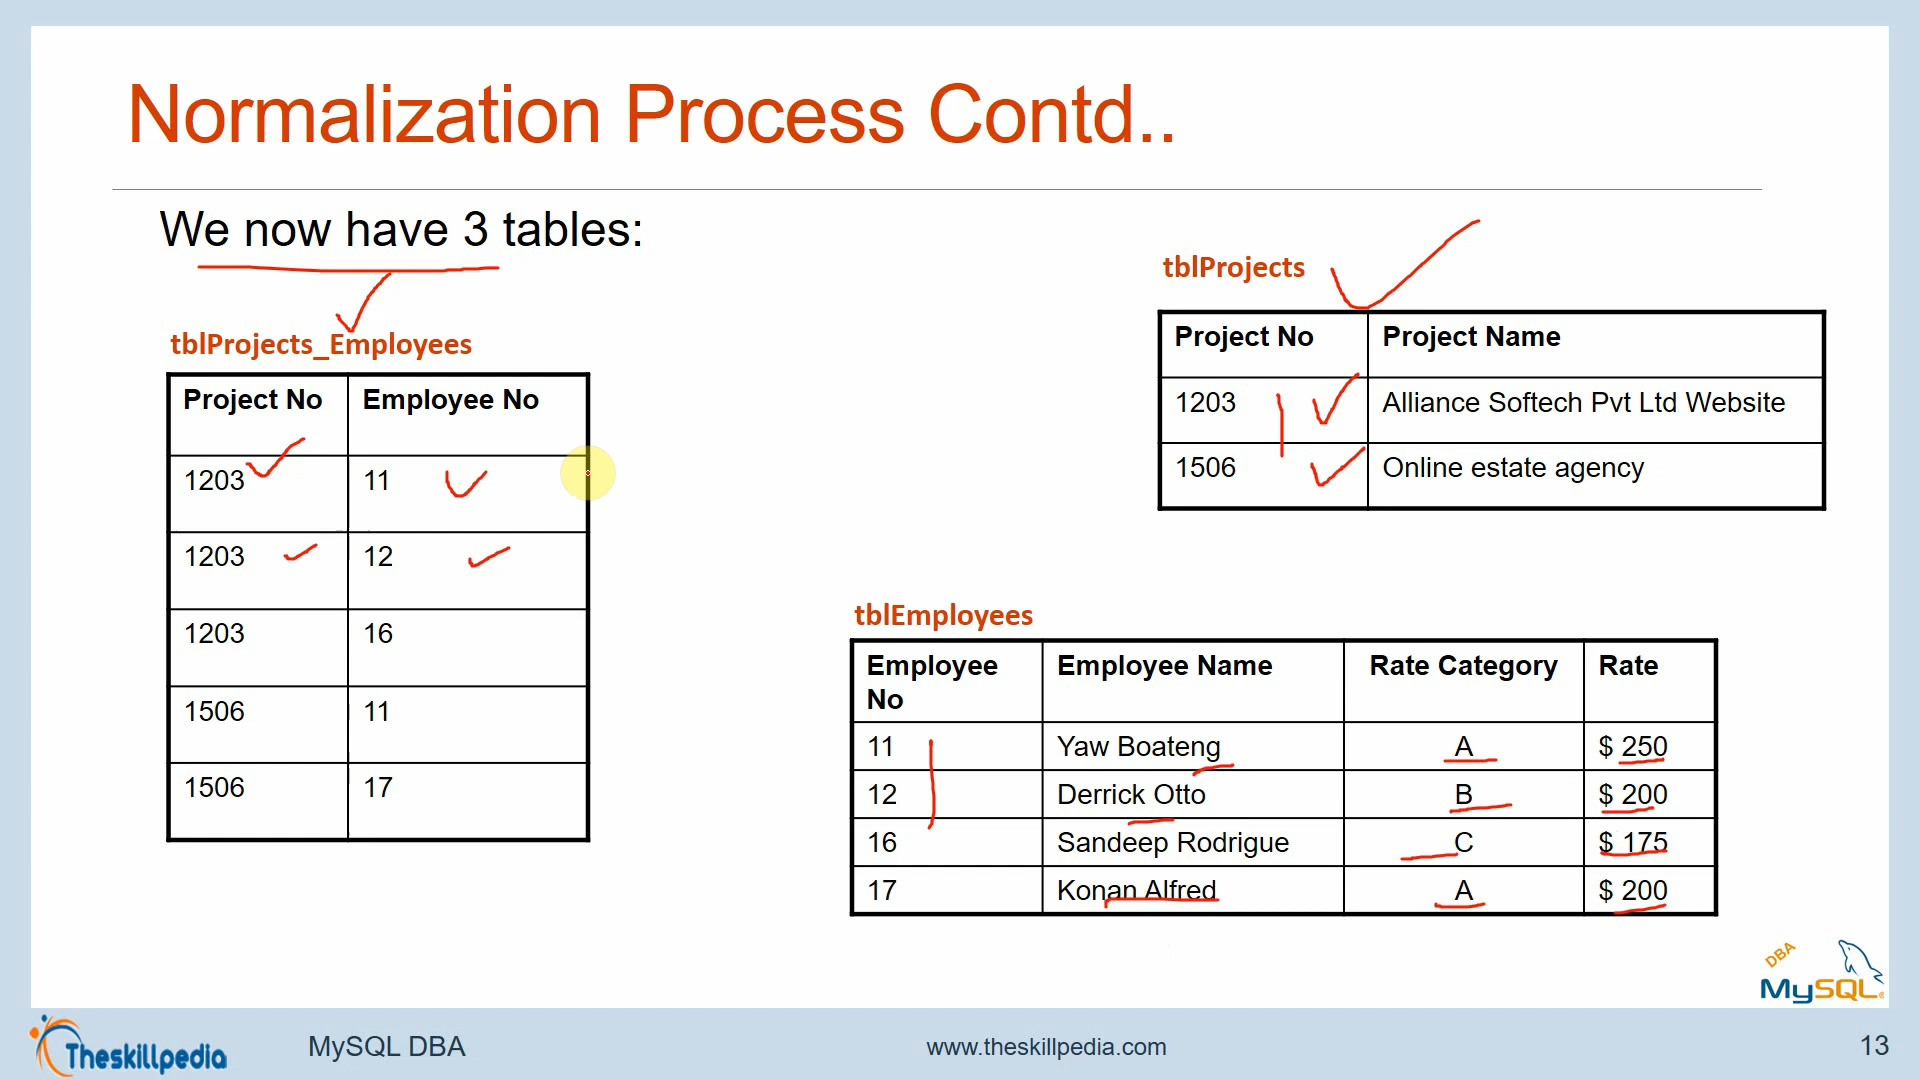 Normalization Process Contd..
We now have 3 tables:
tblProjects_Employees
Project No Employee No
1203 11
1203 12
1203 16
1506 11
1506 17
tblProjects
Project No Project Name
1203 Alliance Softech Pvt Ltd Website
1506 Online estate agency
tblEmployees
Employee No Employee Name Rate Category Rate
11 Yaw Boateng A $ 250
12 Derrick Otto B $ 200
16 Sandeep Rodrigue C $ 175
17 Konan Alfred A $ 200
DBA
MySQL
Theskillpedia
MySQL DBA
www.theskillpedia.com
13